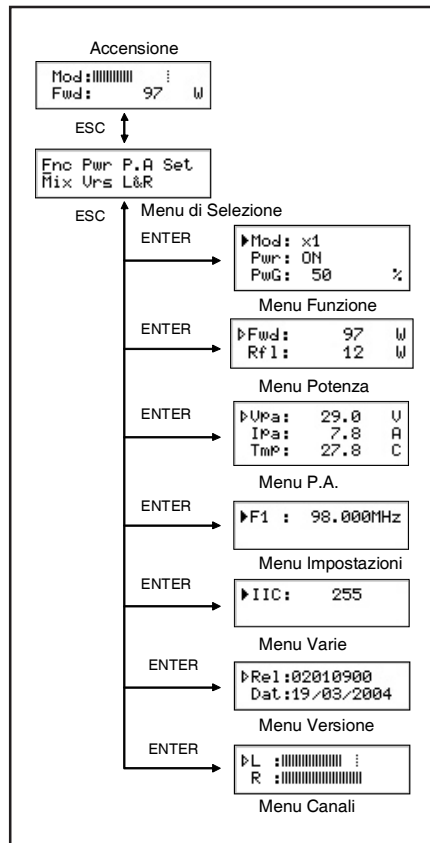 Accensione
Mod:
Fwd: 97 W
ESC
Fnc Pwr P.A Set
Mix Vrs L&R
ESC
Menu di Selezione
ENTER
▶Mod: x1
Pwr: ON
PwG: 50 %
Menu Funzione
ENTER
▷Fwd: 97 W
Rfl: 12 W
Menu Potenza
ENTER
▷Vpa: 29.0 V
Ipa: 7.8 A
Tmp: 27.8 C
Menu P.A.
ENTER
▶F1 : 98.000MHz
Menu Impostazioni
ENTER
▶IIC: 255
Menu Varie
ENTER
▷Rel:02010900
Dat:19/03/2004
Menu Versione
ENTER
▷L :
R :
Menu Canali